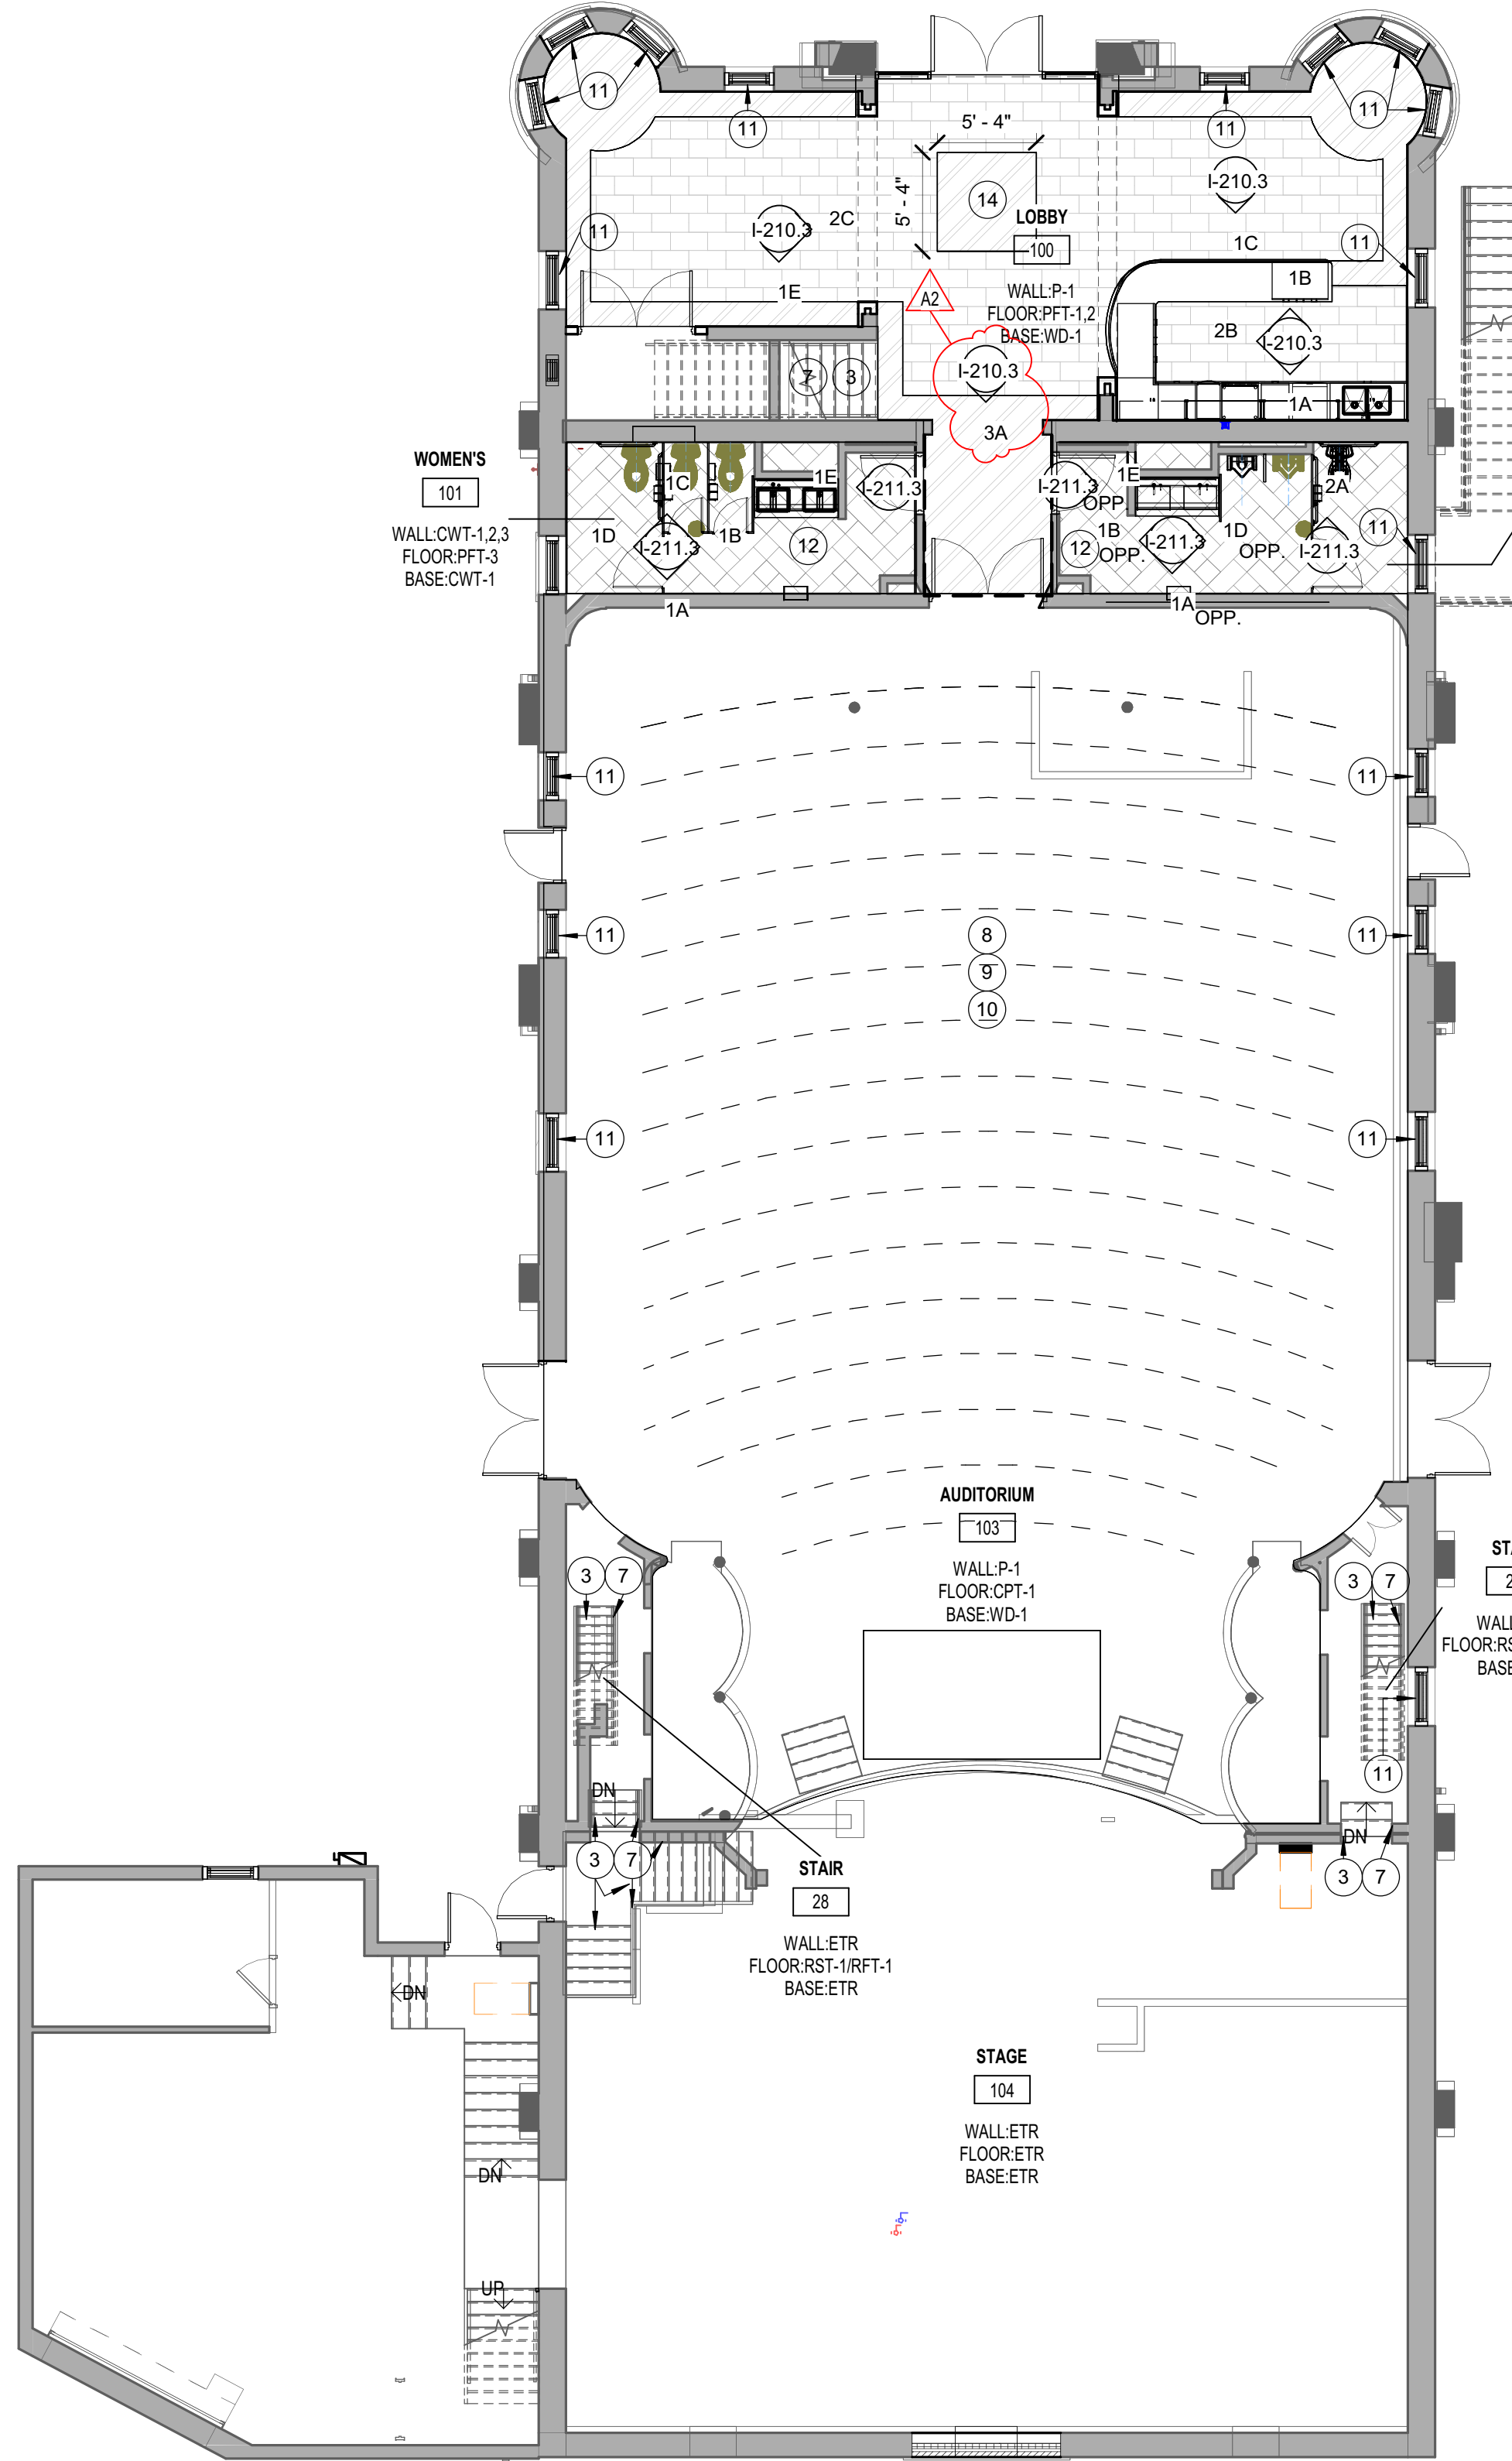 11
11
11
11
5' - 4"
5' - 4"
14
I-210.3
I-210.3
2C
LOBBY
100
11
11
1C
1B
1E
A2
WALL:P-1
FLOOR:PFT-1,2
BASE:WD-1
2B
I-210.3
I-210.3
7
3
1A
3A
WOMEN'S
101
WALL:CWT-1,2,3
FLOOR:PFT-3
BASE:CWT-1
1C
1E
I-211.3
I-211.3
OPP.
1E
2A
1D
I-211.3
1B
12
12
1B
OPP.
I-211.3
1D
OPP.
I-211.3
11
1A
1A
OPP.
11
11
11
8
9
10
11
11
11
AUDITORIUM
103
WALL:P-1
FLOOR:CPT-1
BASE:WD-1
3
7
3
7
STA
2
WALL
FLOOR:RS
BASE
11
DN
DN
3
7
3
7
STAIR
28
WALL:ETR
FLOOR:RST-1/RFT-1
BASE:ETR
DN
STAGE
104
WALL:ETR
FLOOR:ETR
BASE:ETR
DN
UP